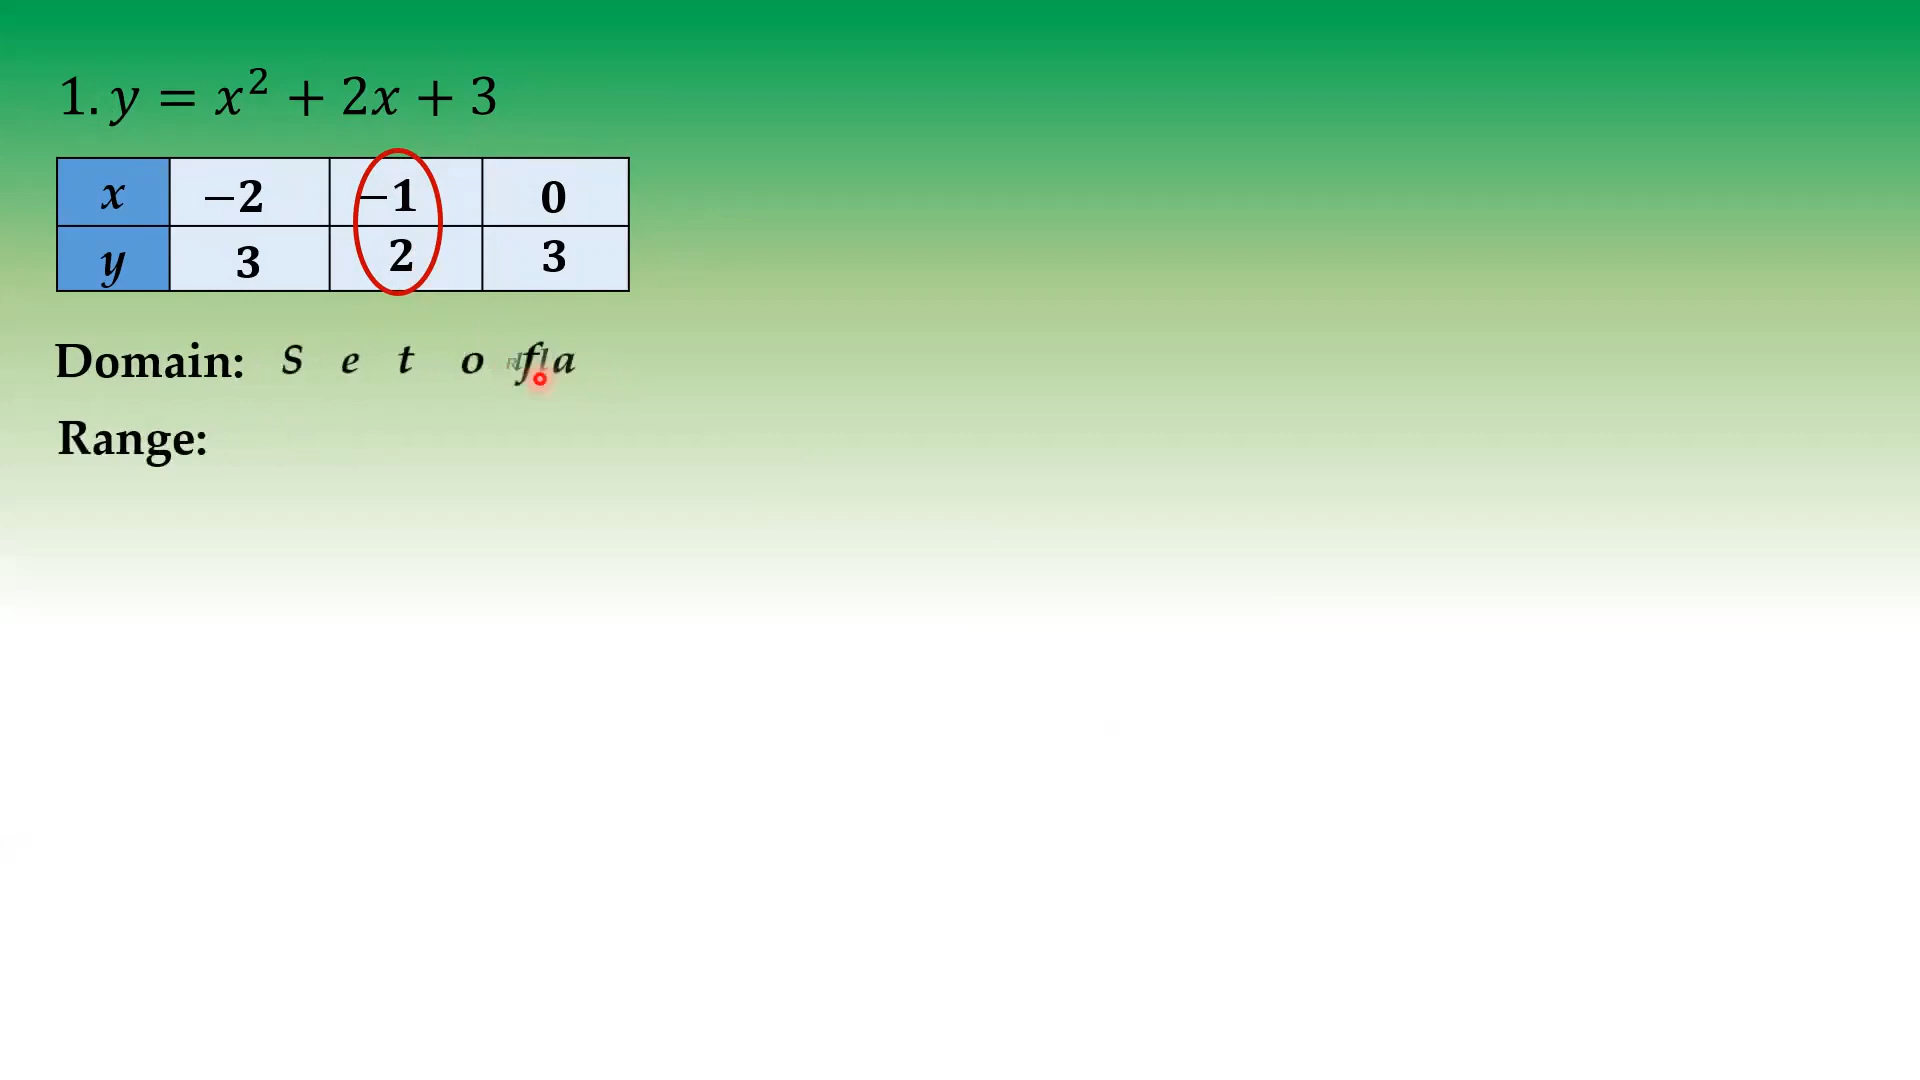 1. y = x² + 2x + 3
x −2 −1 0
y 3 2 3
Domain: S e t o f a
Range: